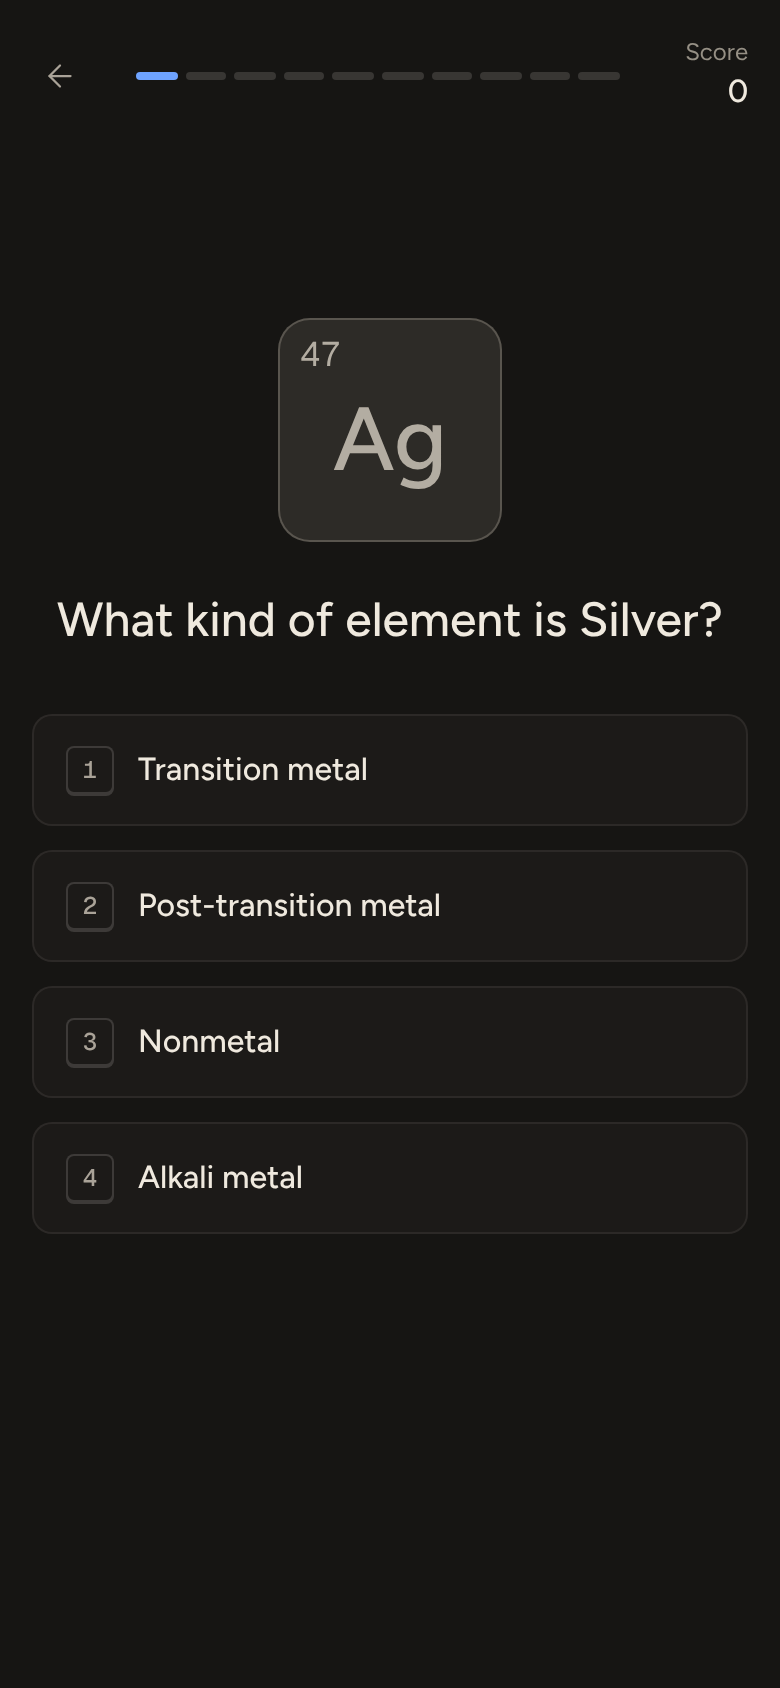 Score
0
47
Ag
What kind of element is Silver?
1 Transition metal
2 Post-transition metal
3 Nonmetal
4 Alkali metal